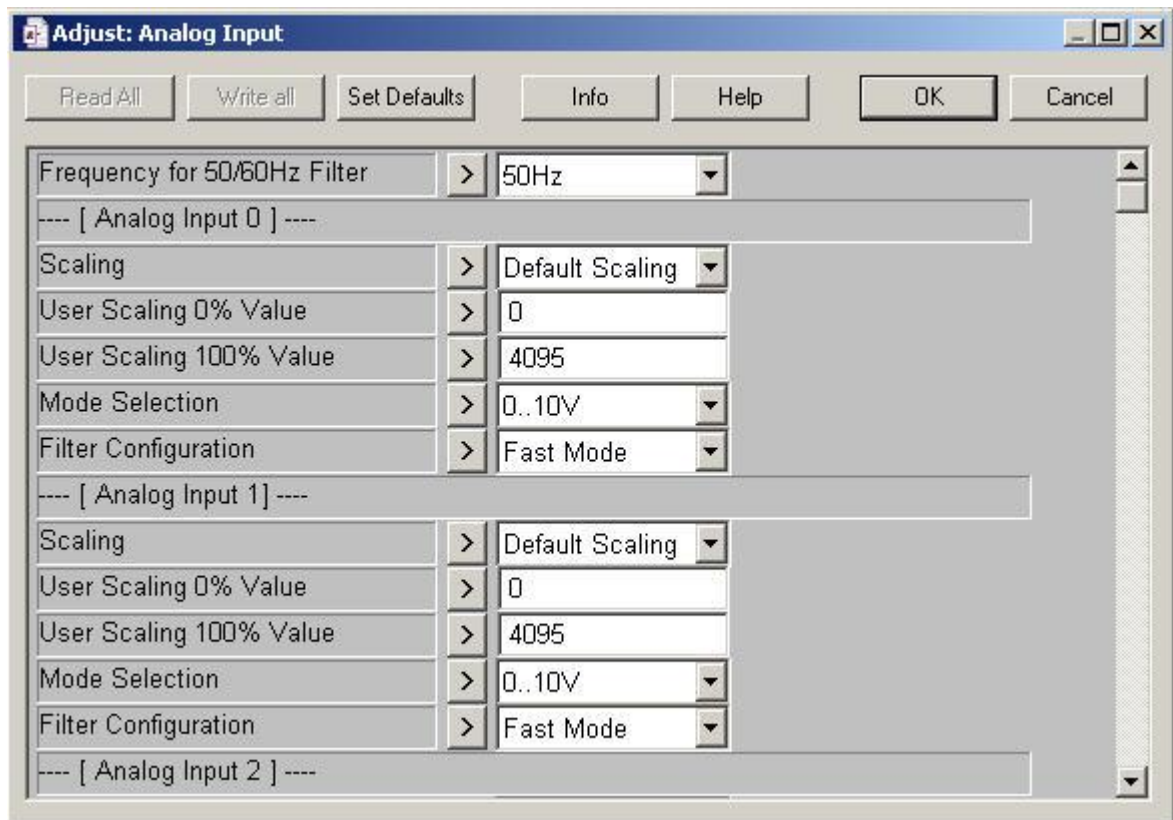 Adjust: Analog Input
Read All Write all Set Defaults Info Help OK Cancel
Frequency for 50/60Hz Filter > 50Hz
---- [ Analog Input 0 ] ----
Scaling > Default Scaling
User Scaling 0% Value > 0
User Scaling 100% Value > 4095
Mode Selection > 0..10V
Filter Configuration > Fast Mode
---- [ Analog Input 1] ----
Scaling > Default Scaling
User Scaling 0% Value > 0
User Scaling 100% Value > 4095
Mode Selection > 0..10V
Filter Configuration > Fast Mode
---- [ Analog Input 2 ] ----